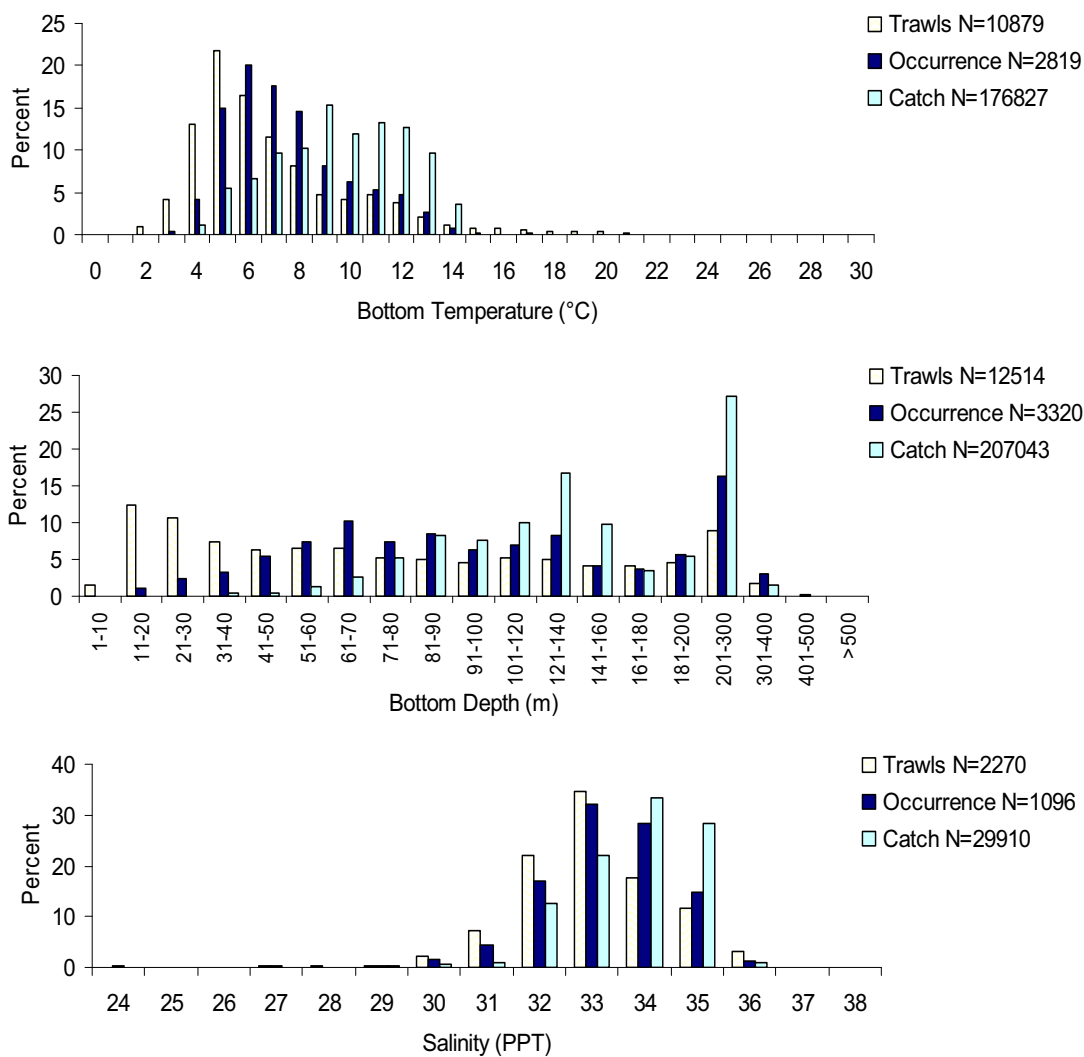 25
20
15
10
5
0
Percent
0 2 4 6 8 10 12 14 16 18 20 22 24 26 28 30
Bottom Temperature (°C)
Trawls N=10879
Occurrence N=2819
Catch N=176827
30
25
20
15
10
5
0
Percent
1-10 11-20 21-30 31-40 41-50 51-60 61-70 71-80 81-90 91-100 101-120 121-140 141-160 161-180 181-200 201-300 301-400 401-500 >500
Bottom Depth (m)
Trawls N=12514
Occurrence N=3320
Catch N=207043
40
30
20
10
0
Percent
24 25 26 27 28 29 30 31 32 33 34 35 36 37 38
Salinity (PPT)
Trawls N=2270
Occurrence N=1096
Catch N=29910